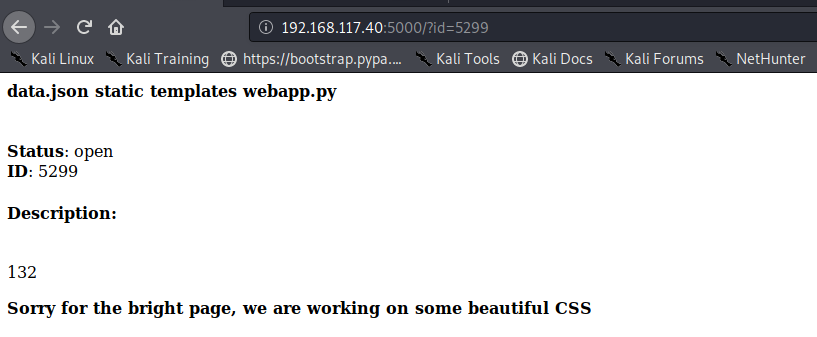 192.168.117.40:5000/?id=5299
Kali Linux Kali Training https://bootstrap.pypa.... Kali Tools Kali Docs Kali Forums NetHunter
data.json static templates webapp.py
Status: open
ID: 5299
Description:
132
Sorry for the bright page, we are working on some beautiful CSS